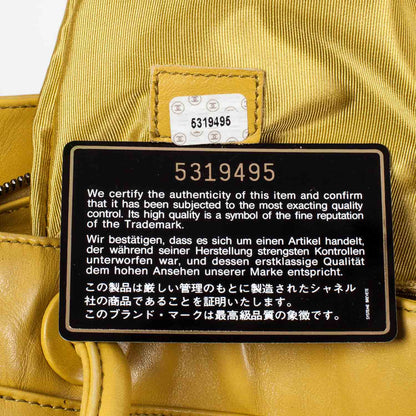 5319495
5319495
We certify the authenticity of this item and confirm
that it has been subjected to the most exacting quality
control. Its high quality is a symbol of the fine reputation
of the Trademark.
Wir bestätigen, dass es sich um einen Artikel handelt,
der während seiner Herstellung strengsten Kontrollen
unterworfen war, und dessen erstklassige Qualität
dem hohen Ansehen unserer Marke entspricht.
この製品は厳しい管理のもとに製造されたシャネル
社の商品であることを証明いたします。
このブランド・マークは最高級品質の象徴です。